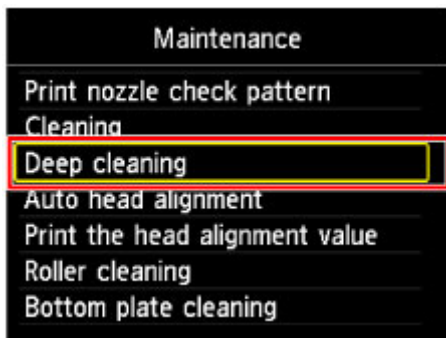 Maintenance
Print nozzle check pattern
Cleaning
Deep cleaning
Auto head alignment
Print the head alignment value
Roller cleaning
Bottom plate cleaning